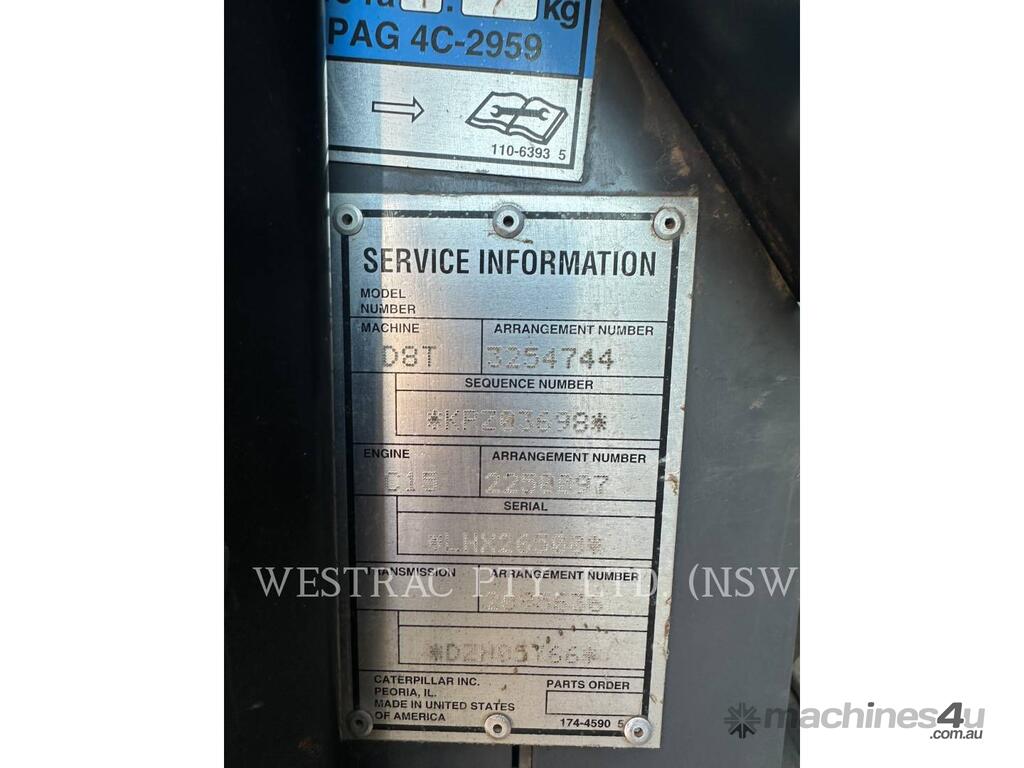 kg
PAG 4C-2959
110-6393 5
SERVICE INFORMATION
MODEL
NUMBER
MACHINE ARRANGEMENT NUMBER
D8T 3254744
SEQUENCE NUMBER
*KPZ03698*
ENGINE ARRANGEMENT NUMBER
C15
SERIAL
TRANSMISSION ARRANGEMENT NUMBER
WESTRAC PTY. LTD. (NSW
CATERPILLAR INC.
PEORIA, IL.
MADE IN UNITED STATES
OF AMERICA
PARTS ORDER
174-4590 5
machines4u
.com.au